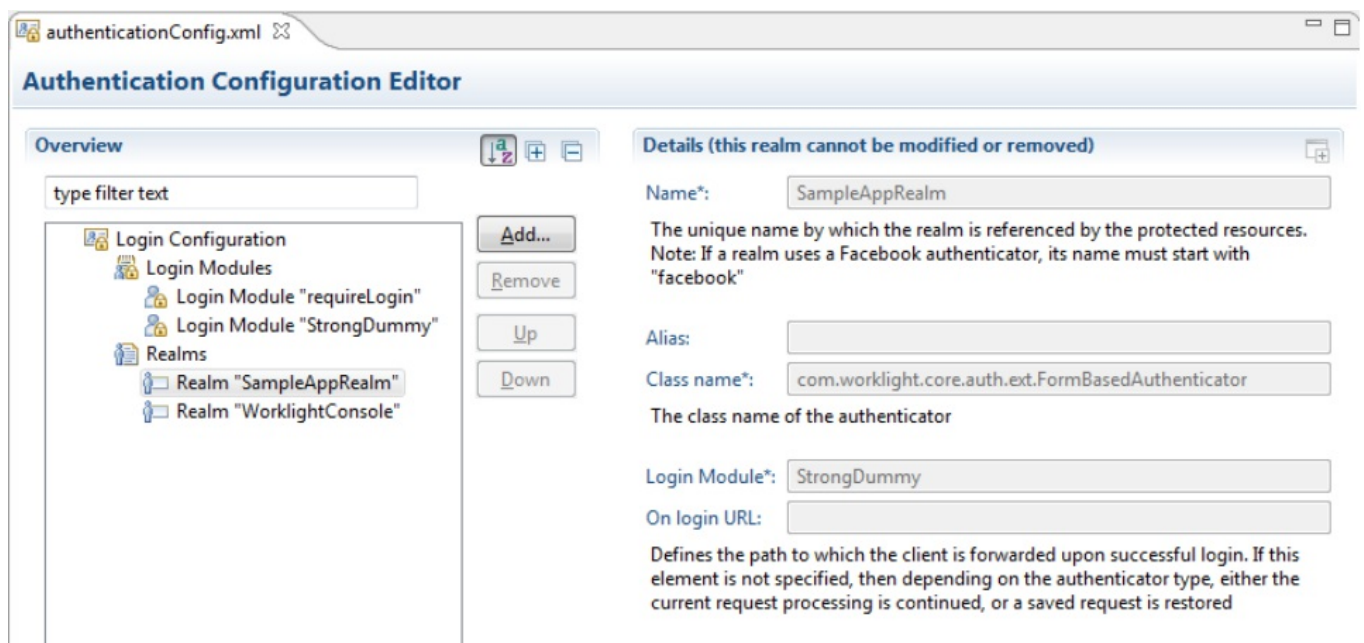 authenticationConfig.xml
Authentication Configuration Editor
Overview
type filter text
Login Configuration
Login Modules
Login Module "requireLogin"
Login Module "StrongDummy"
Realms
Realm "SampleAppRealm"
Realm "WorklightConsole"
Add...
Remove
Up
Down
Details (this realm cannot be modified or removed)
Name*: SampleAppRealm
The unique name by which the realm is referenced by the protected resources.
Note: If a realm uses a Facebook authenticator, its name must start with
"facebook"
Alias:
Class name*: com.worklight.core.auth.ext.FormBasedAuthenticator
The class name of the authenticator
Login Module*: StrongDummy
On login URL:
Defines the path to which the client is forwarded upon successful login. If this
element is not specified, then depending on the authenticator type, either the
current request processing is continued, or a saved request is restored